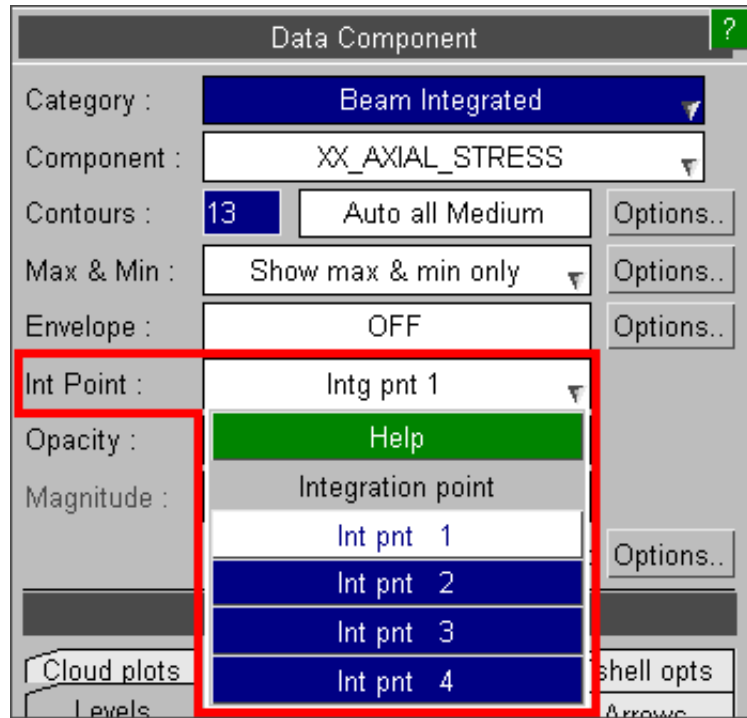 Data Component ?
Category : Beam Integrated
Component : XX_AXIAL_STRESS
Contours : 13 Auto all Medium Options..
Max & Min : Show max & min only Options..
Envelope : OFF Options..
Int Point : Intg pnt 1
Opacity : Help
Magnitude : Integration point
Int pnt 1
Options..
Int pnt 2
Int pnt 3
Cloud plots Int pnt 4 shell opts
Levels Arrows